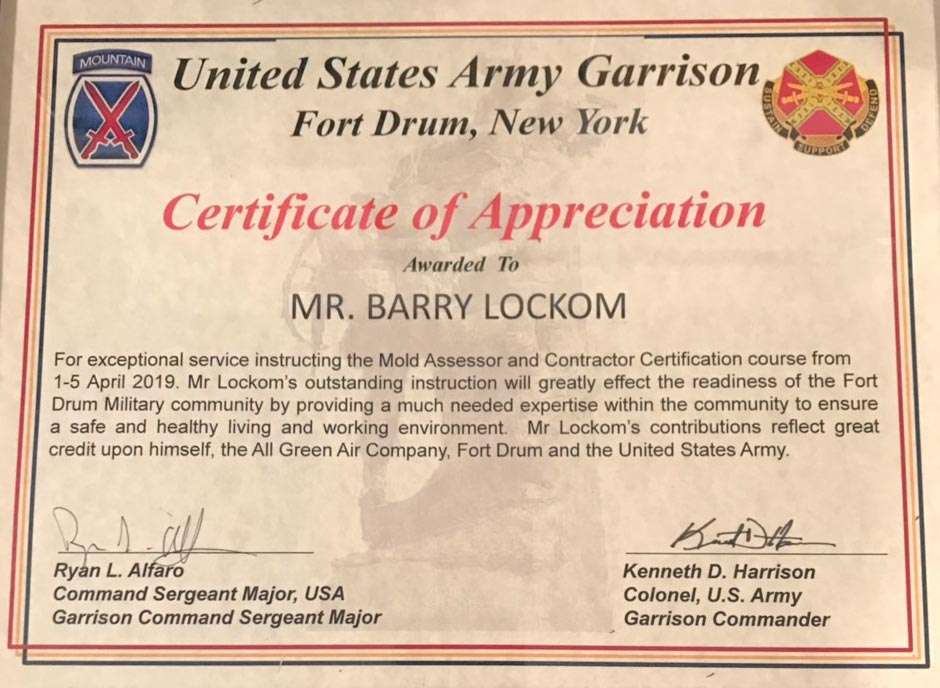 MOUNTAIN
United States Army Garrison
Fort Drum, New York
SUSTAIN SUPPORT DEFEND
Certificate of Appreciation
Awarded To
MR. BARRY LOCKOM
For exceptional service instructing the Mold Assessor and Contractor Certification course from
1-5 April 2019. Mr Lockom's outstanding instruction will greatly effect the readiness of the Fort
Drum Military community by providing a much needed expertise within the community to ensure
a safe and healthy living and working environment. Mr Lockom's contributions reflect great
credit upon himself, the All Green Air Company, Fort Drum and the United States Army.
Ryan L. Alfaro
Command Sergeant Major, USA
Garrison Command Sergeant Major
Kenneth D. Harrison
Colonel, U.S. Army
Garrison Commander